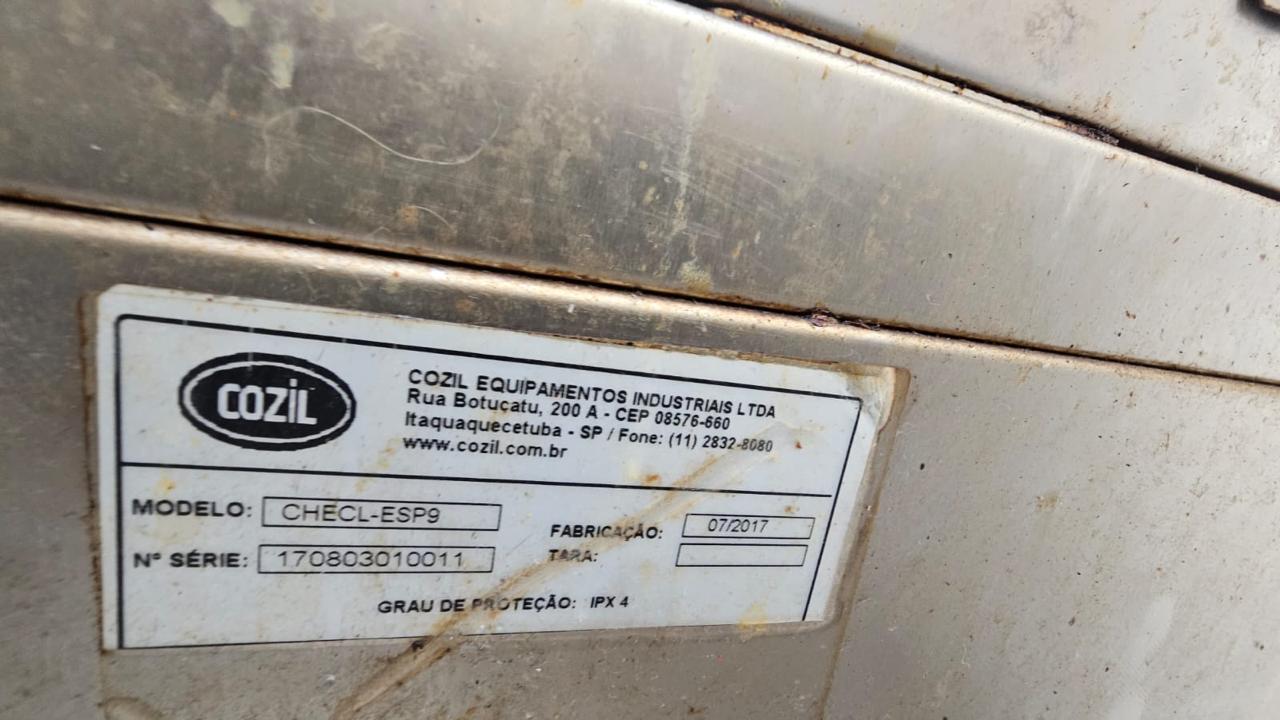 COZIL
COZIL EQUIPAMENTOS INDUSTRIAIS LTDA
Rua Botucatu, 200 A - CEP 08576-660
Itaquaquecetuba - SP / Fone: (11) 2832-8080
www.cozil.com.br
MODELO: CHECL-ESP9
Nº SÉRIE: 170803010011
FABRICAÇÃO: 07/2017
TARA:
GRAU DE PROTEÇÃO: IPX 4